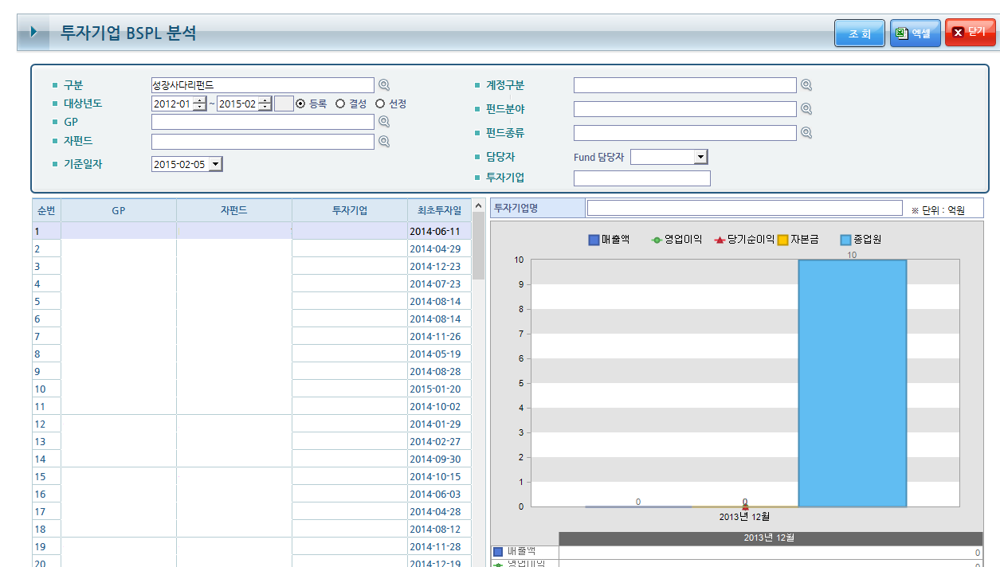 투자기업 BSPL 분석
조 회
엑셀
닫기
구분 성장사다리펀드
계정구분
대상년도 2012-01 ~ 2015-02 등록 결성 선정
펀드분야
GP
펀드종류
자펀드
담당자 Fund 담당자
기준일자 2015-02-05
투자기업
순번 GP 자펀드 투자기업 최초투자일
1 2014-06-11
2 2014-04-29
3 2014-12-23
4 2014-07-23
5 2014-08-14
6 2014-08-14
7 2014-11-26
8 2014-05-19
9 2014-08-28
10 2015-01-20
11 2014-10-02
12 2014-01-29
13 2014-02-27
14 2014-09-30
15 2014-10-15
16 2014-06-03
17 2014-04-28
18 2014-08-12
19 2014-11-28
20 2014-12-19
투자기업명 ※ 단위 : 억원
매출액 영업이익 당기순이익 자본금 종업원
10
10
9
8
7
6
5
4
3
2
1
0
0 0
2013년 12월
2013년 12월
매출액 0
영업이익 0